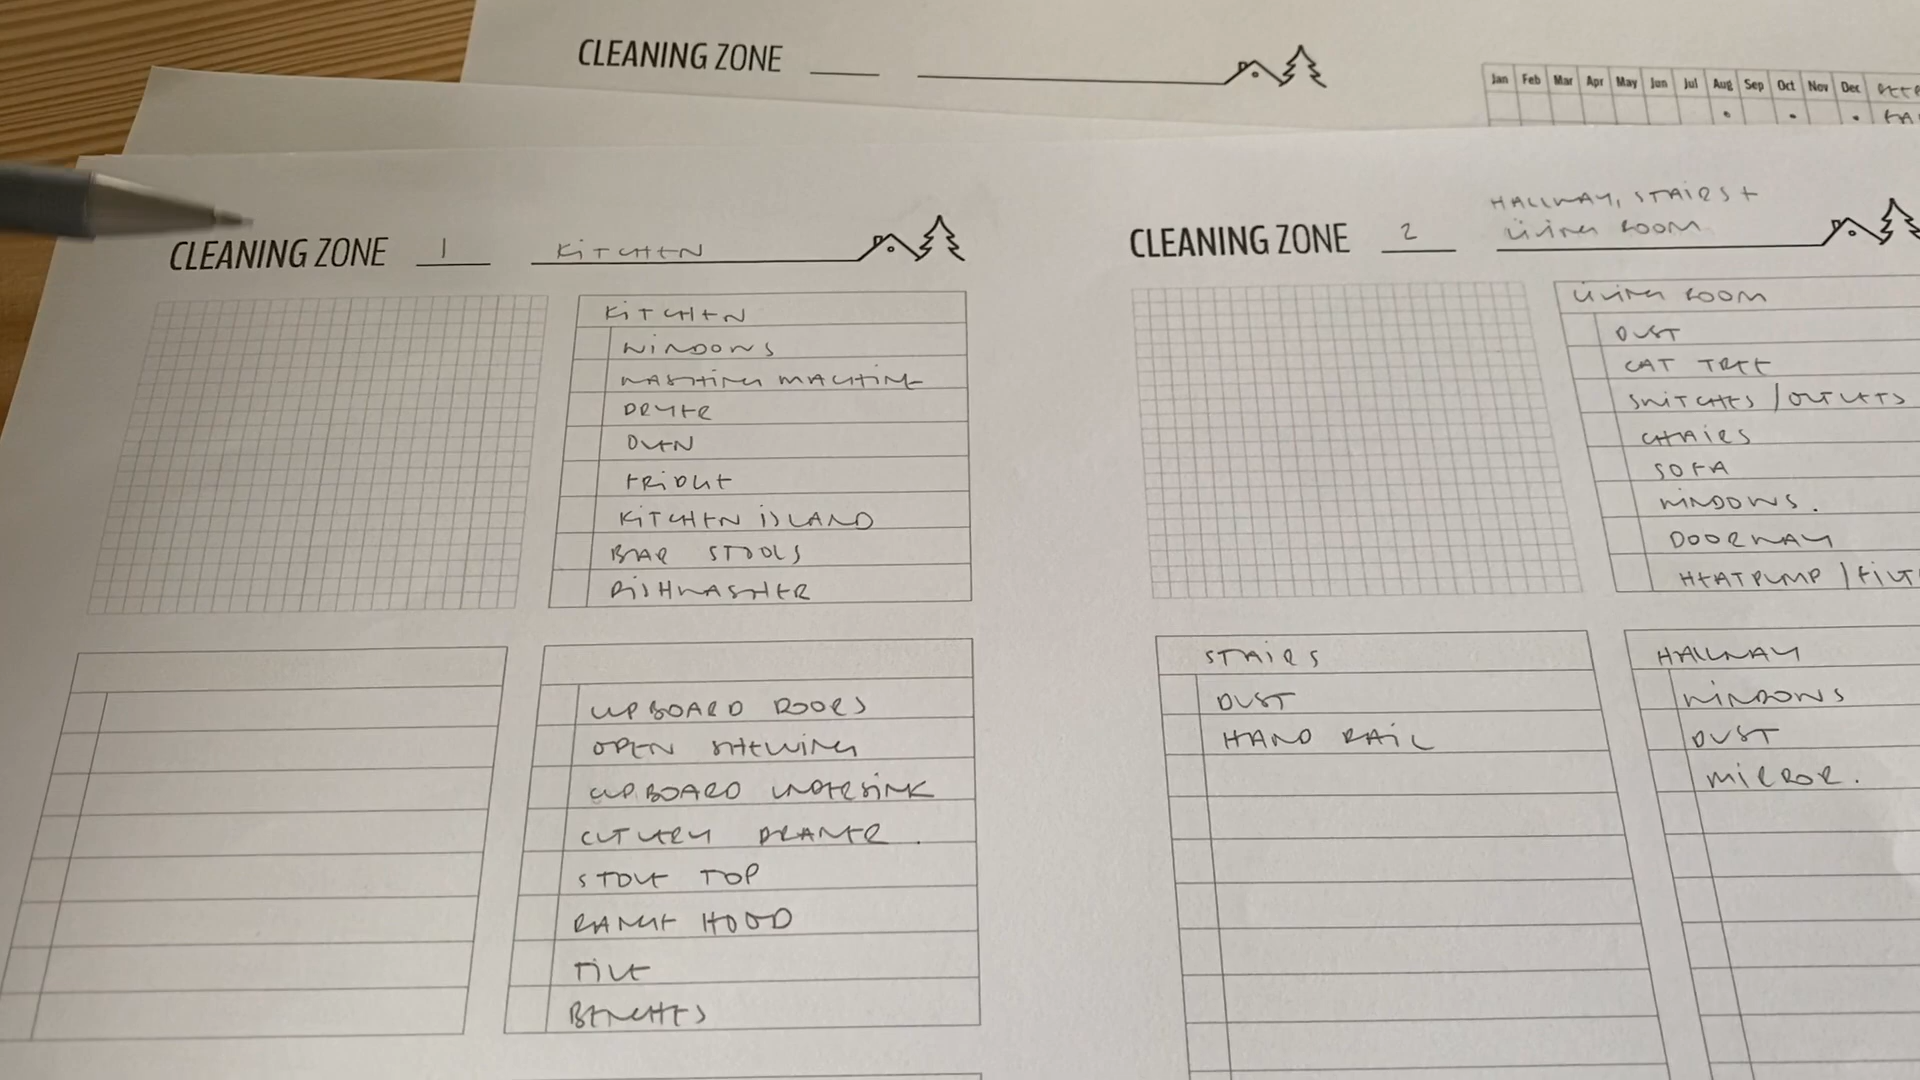 CLEANING ZONE
Jan Feb Mar Apr May Jun Jul Aug Sep Oct Nov Dec
CLEANING ZONE 1 KITCHEN
KITCHEN
WINDOWS
WASHING MACHINE
DRYER
OVEN
FRIDGE
KITCHEN ISLAND
BAR STOOLS
DISHWASHER
CUPBOARD DOORS
OPEN SHELVING
CUPBOARD UNDERSINK
CUTLERY DRAWER.
STOVE TOP
RANGE HOOD
TILE
BENCHES
CLEANING ZONE 2 HALLWAY, STAIRS +
LIVING ROOM
LIVING ROOM
DUST
CAT TREE
SWITCHES / OUTLETS
CHAIRS
SOFA
WINDOWS.
DOORWAY
HEATPUMP /
STAIRS
DUST
HAND RAIL
HALLWAY
WINDOWS
DUST
MIRROR.